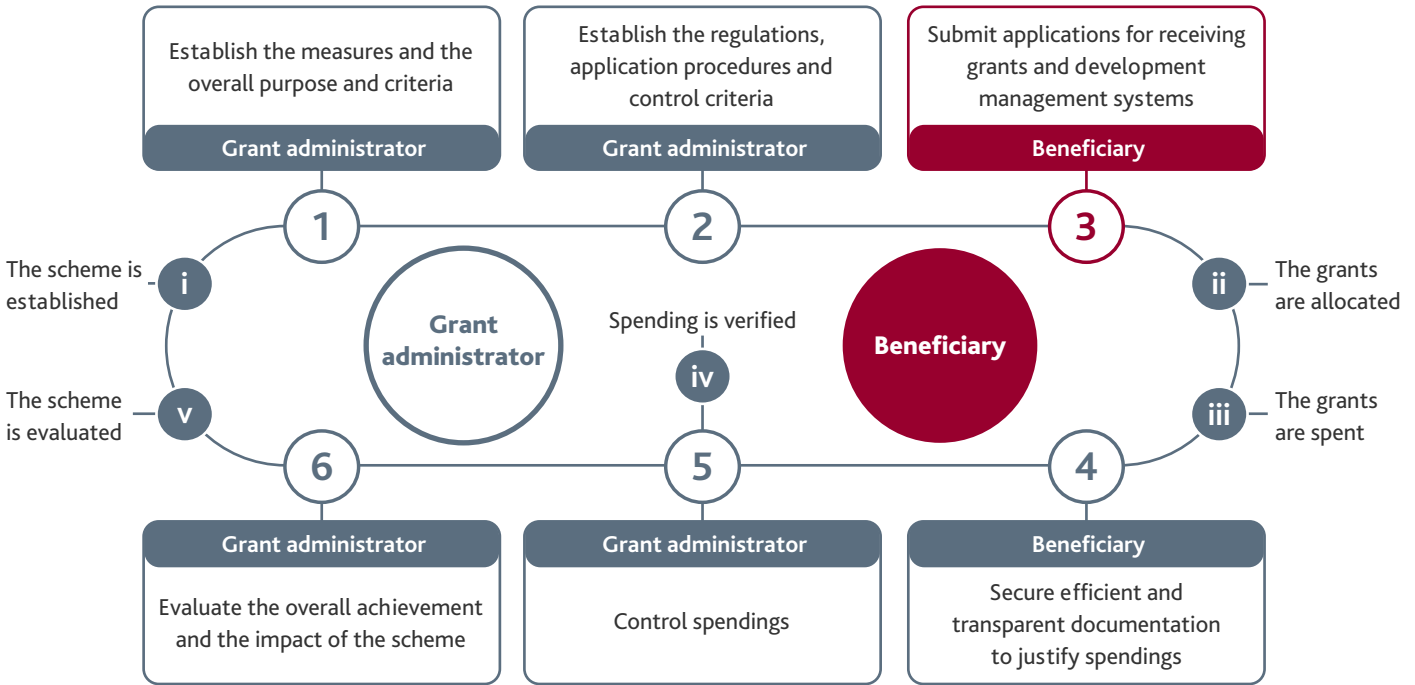 Establish the measures and the
overall purpose and criteria
Grant administrator
Establish the regulations,
application procedures and
control criteria
Grant administrator
Submit applications for receiving
grants and development
management systems
Beneficiary
1
2
3
The scheme is
established
i
ii
The grants
are allocated
Grant
administrator
Spending is verified
iv
Beneficiary
The scheme
is evaluated
v
iii
The grants
are spent
6
5
4
Grant administrator
Evaluate the overall achievement
and the impact of the scheme
Grant administrator
Control spendings
Beneficiary
Secure efficient and
transparent documentation
to justify spendings